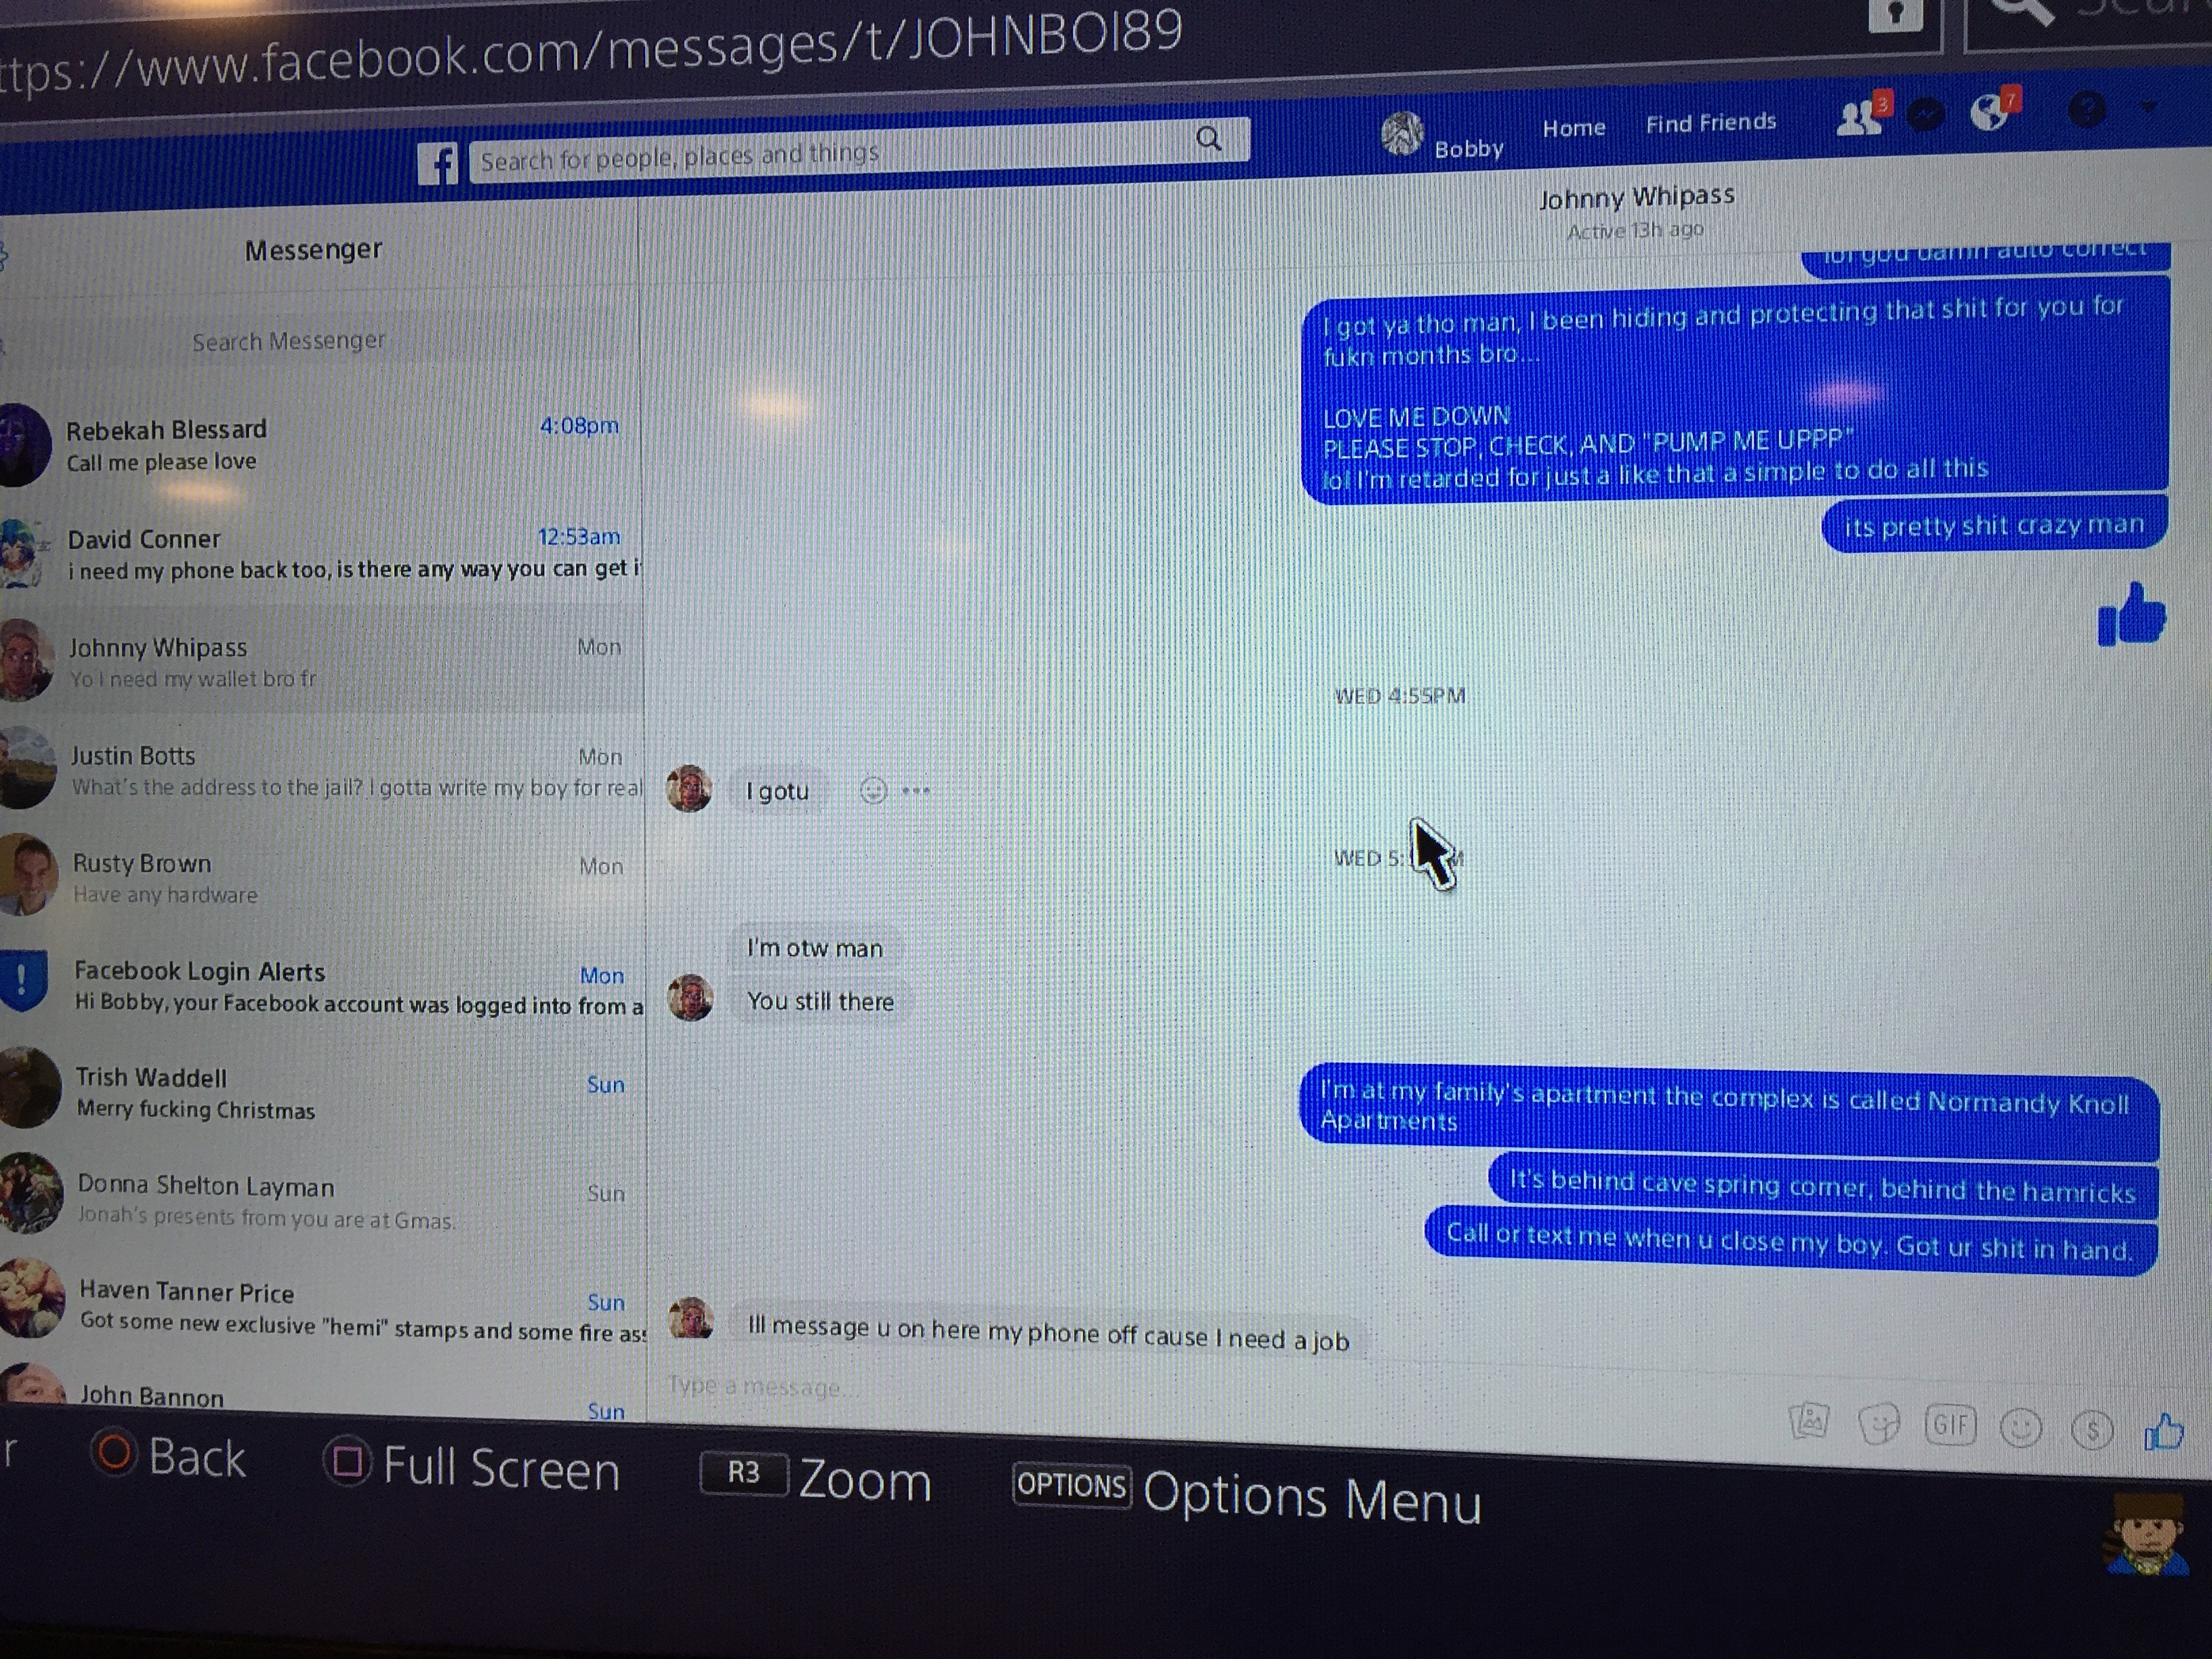 ttps://www.facebook.com/messages/t/JOHNBOI89
Search for people, places and things
Bobby
Home
Find Friends
3
7
Messenger
Search Messenger
Rebekah Blessard
4:08pm
Call me please love
David Conner
12:53am
i need my phone back too, is there any way you can get i
Johnny Whipass
Mon
Yo I need my wallet bro fr
Justin Botts
Mon
What's the address to the jail? I gotta write my boy for real
Rusty Brown
Mon
Have any hardware
Facebook Login Alerts
Mon
Hi Bobby, your Facebook account was logged into from a
Trish Waddell
Sun
Merry fucking Christmas
Donna Shelton Layman
Sun
Jonah's presents from you are at Gmas.
Haven Tanner Price
Sun
Got some new exclusive "hemi" stamps and some fire ass
John Bannon
Sun
Johnny Whipass
Active 13h ago
lol you damn auto correct
I got ya tho man, I been hiding and protecting that shit for you for
fukn months bro...
LOVE ME DOWN
PLEASE STOP, CHECK, AND "PUMP ME UPPP"
lol I'm retarded for just a like that a simple to do all this
its pretty shit crazy man
WED 4:55PM
I gotu
WED 5:
I'm otw man
You still there
I'm at my family's apartment the complex is called Normandy Knoll
Apartments
It's behind cave spring corner, behind the hamricks
Call or text me when u close my boy. Got ur shit in hand.
Ill message u on here my phone off cause I need a job
Type a message...
GIF
$
r
Back
Full Screen
R3
Zoom
OPTIONS
Options Menu